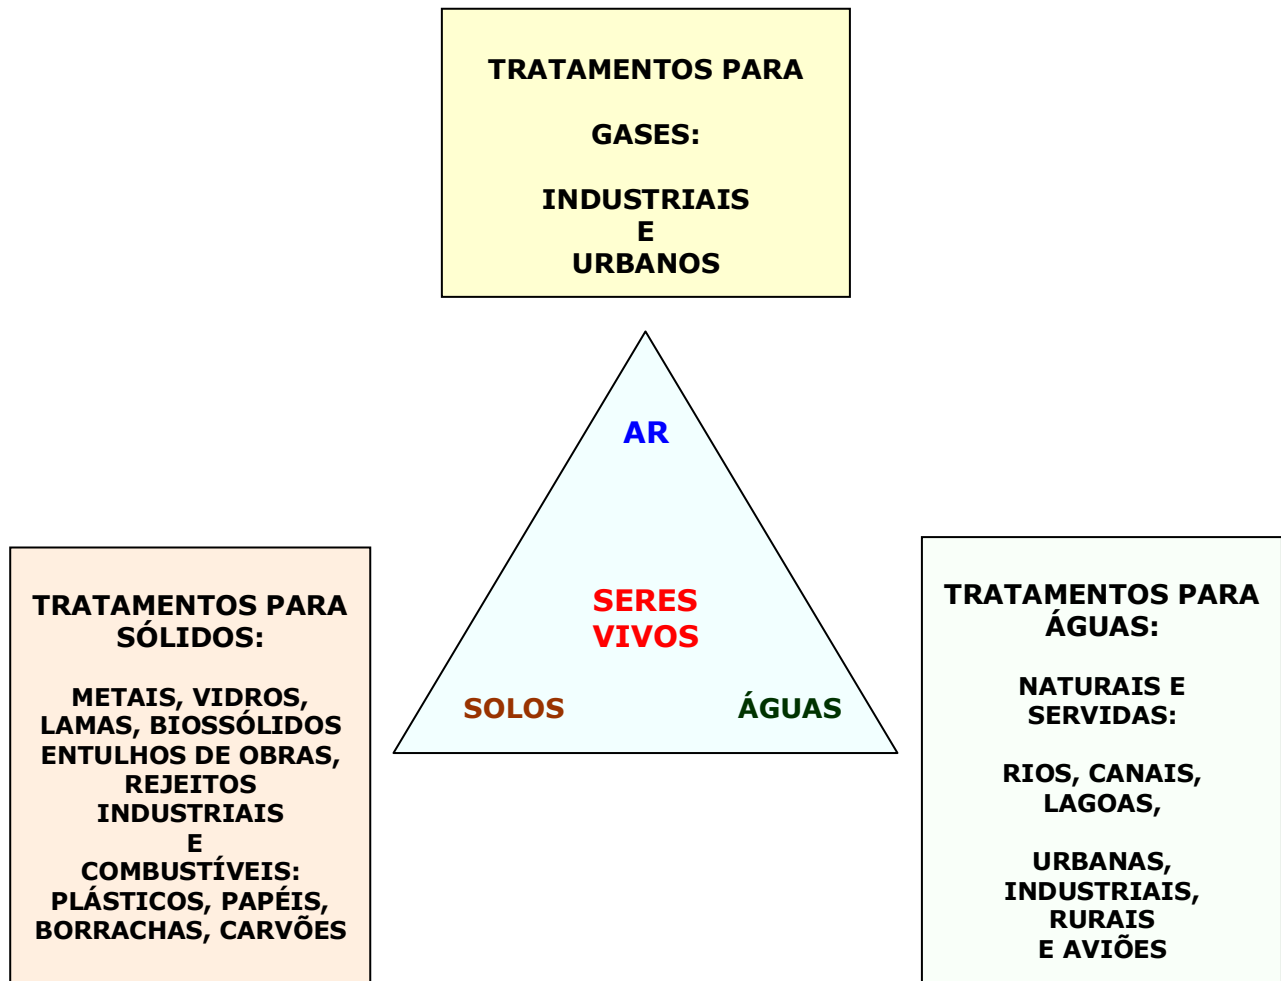 TRATAMENTOS PARA
GASES:
INDUSTRIAIS
E
URBANOS
AR
SERES
VIVOS
SOLOS
ÁGUAS
TRATAMENTOS PARA
SÓLIDOS:
METAIS, VIDROS,
LAMAS, BIOSSÓLIDOS
ENTULHOS DE OBRAS,
REJEITOS
INDUSTRIAIS
E
COMBUSTÍVEIS:
PLÁSTICOS, PAPÉIS,
BORRACHAS, CARVÕES
TRATAMENTOS PARA
ÁGUAS:
NATURAIS E
SERVIDAS:
RIOS, CANAIS,
LAGOAS,
URBANAS,
INDUSTRIAIS,
RURAIS
E AVIÕES